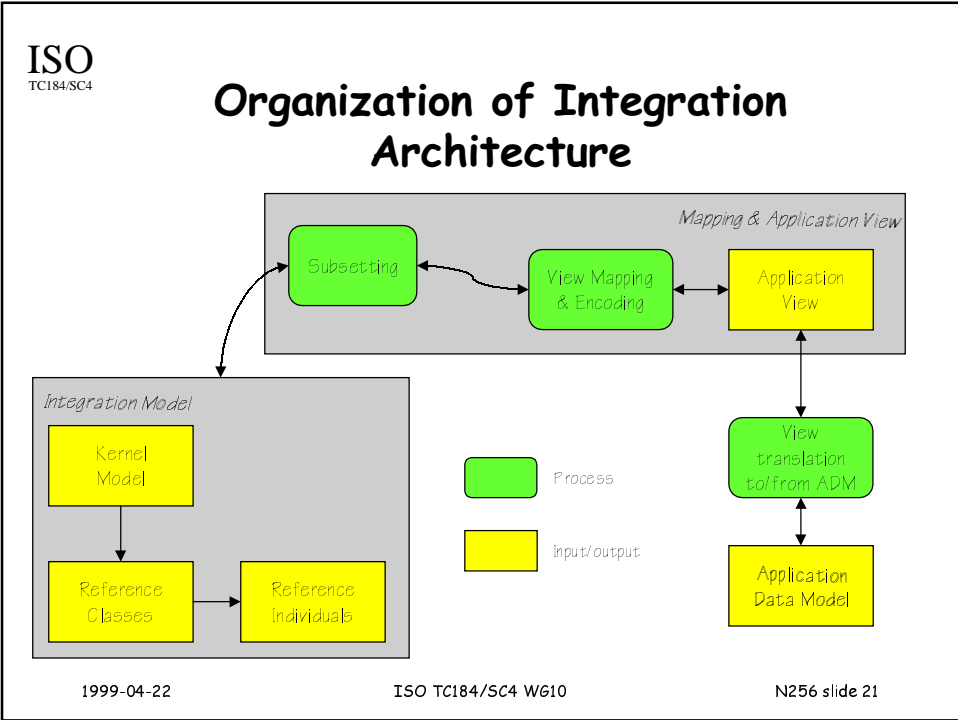 ISO
TC184/SC4
Organization of Integration
Architecture
Mapping & Application View
Subsetting
View Mapping
& Encoding
Application
View
Integration Model
Kernel
Model
Reference
Classes
Reference
Individuals
Process
Input/output
View
translation
to/from ADM
Application
Data Model
1999-04-22
ISO TC184/SC4 WG10
N256 slide 21